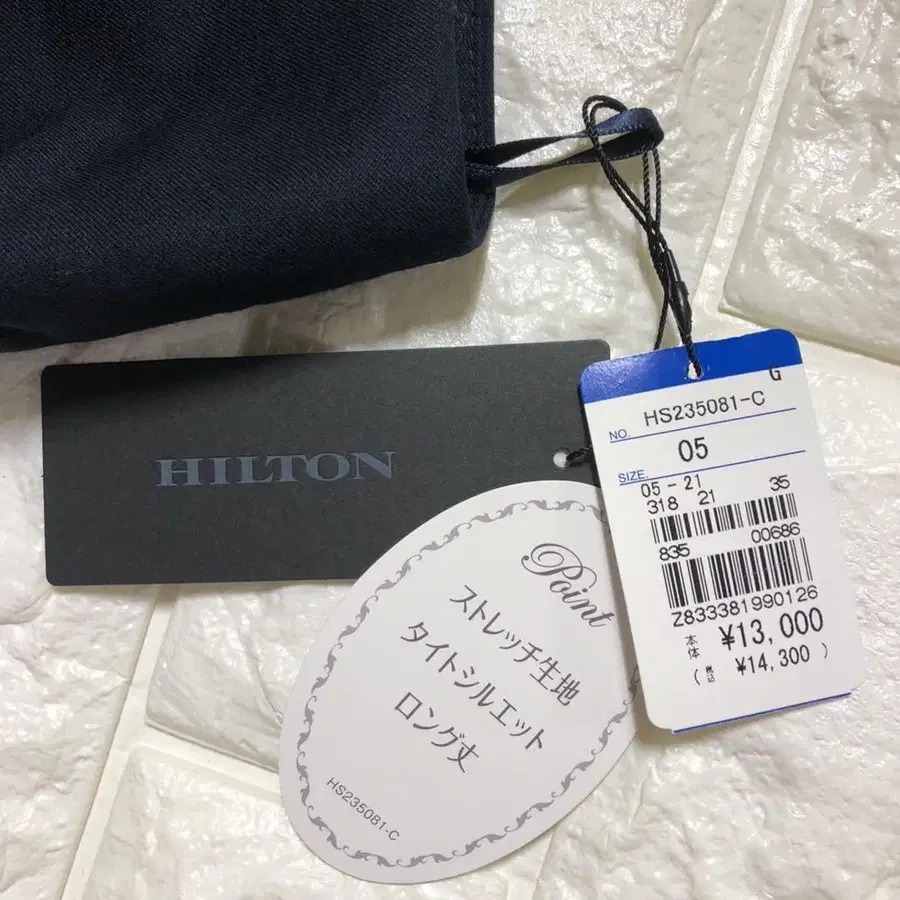 HILTON
Point
ストレッチ生地
タイトシルエット
ロング丈
HS235081-C
G
NO. HS235081-C
SIZE. 05
05-21
318 21 35
835 00686
Z833381990126
本体 ¥13,000
(税込 ¥14,300)